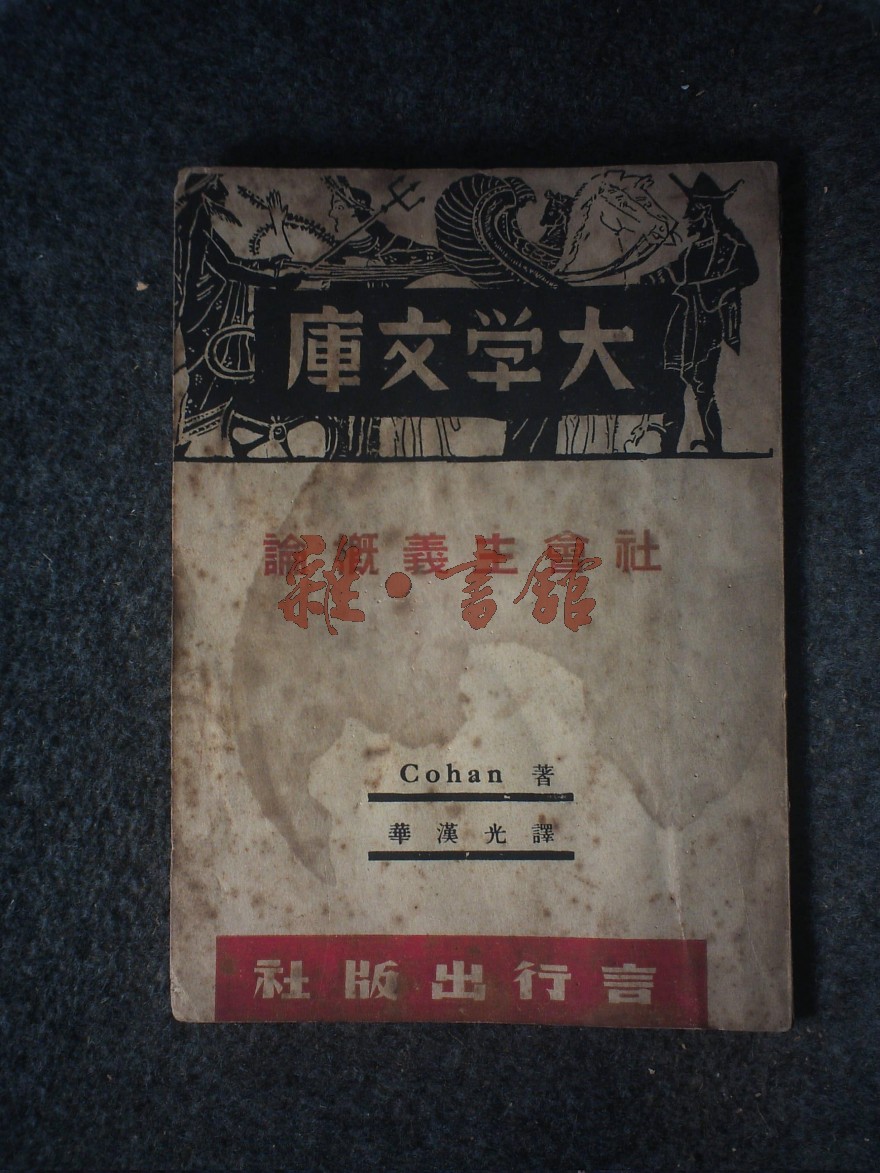 大学文庫
社會主義概論
雜·書館
Cohan 著
華漢光 譯
言行出版社